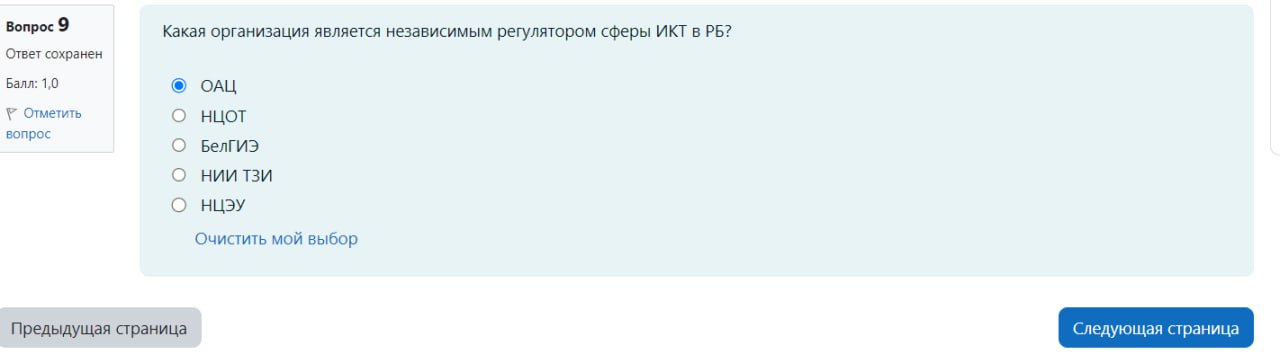 Вопрос 9
Ответ сохранен
Балл: 1,0
Отметить
вопрос
Какая организация является независимым регулятором сферы ИКТ в РБ?
ОАЦ
НЦОТ
БелГИЭ
НИИ ТЗИ
НЦЭУ
Очистить мой выбор
Предыдущая страница
Следующая страница